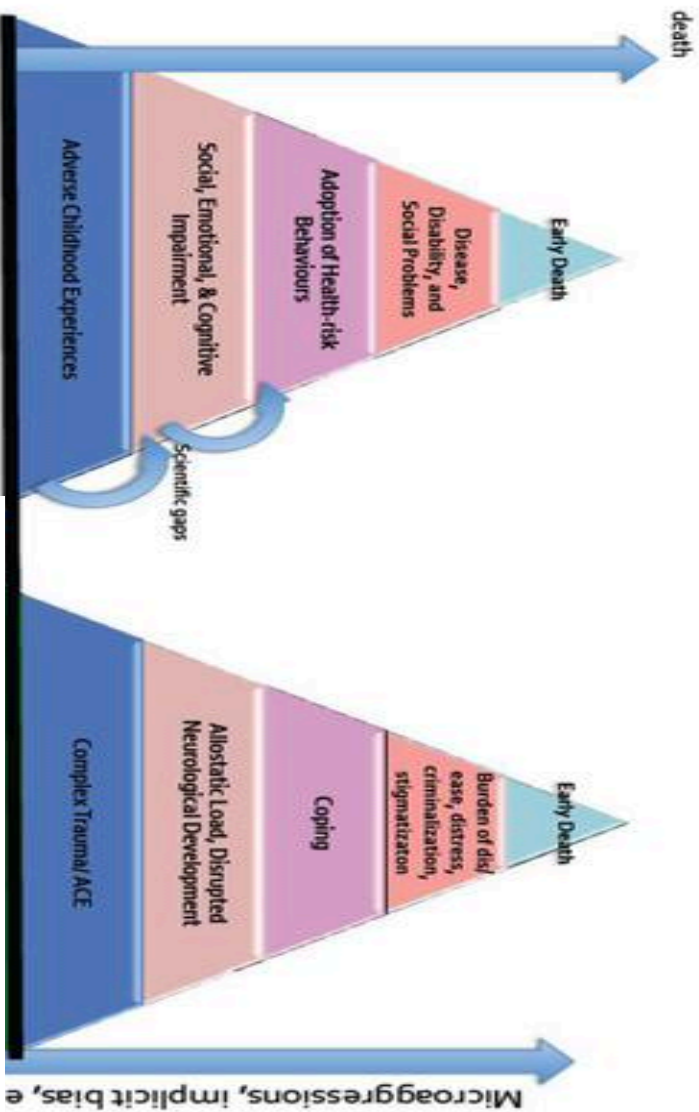 death
Early Death
Disease,
Disability, and
Social Problems
Adoption of Health-risk
Behaviours
Social, Emotional, & Cognitive
Impairment
Adverse Childhood Experiences
Scientific gaps
Early Death
Burden of dis/
ease, distress,
criminalization,
stigmatizaton
Coping
Allostatic Load, Disrupted
Neurological Development
Complex Trauma/ ACE
Microaggressions, implicit bias, e